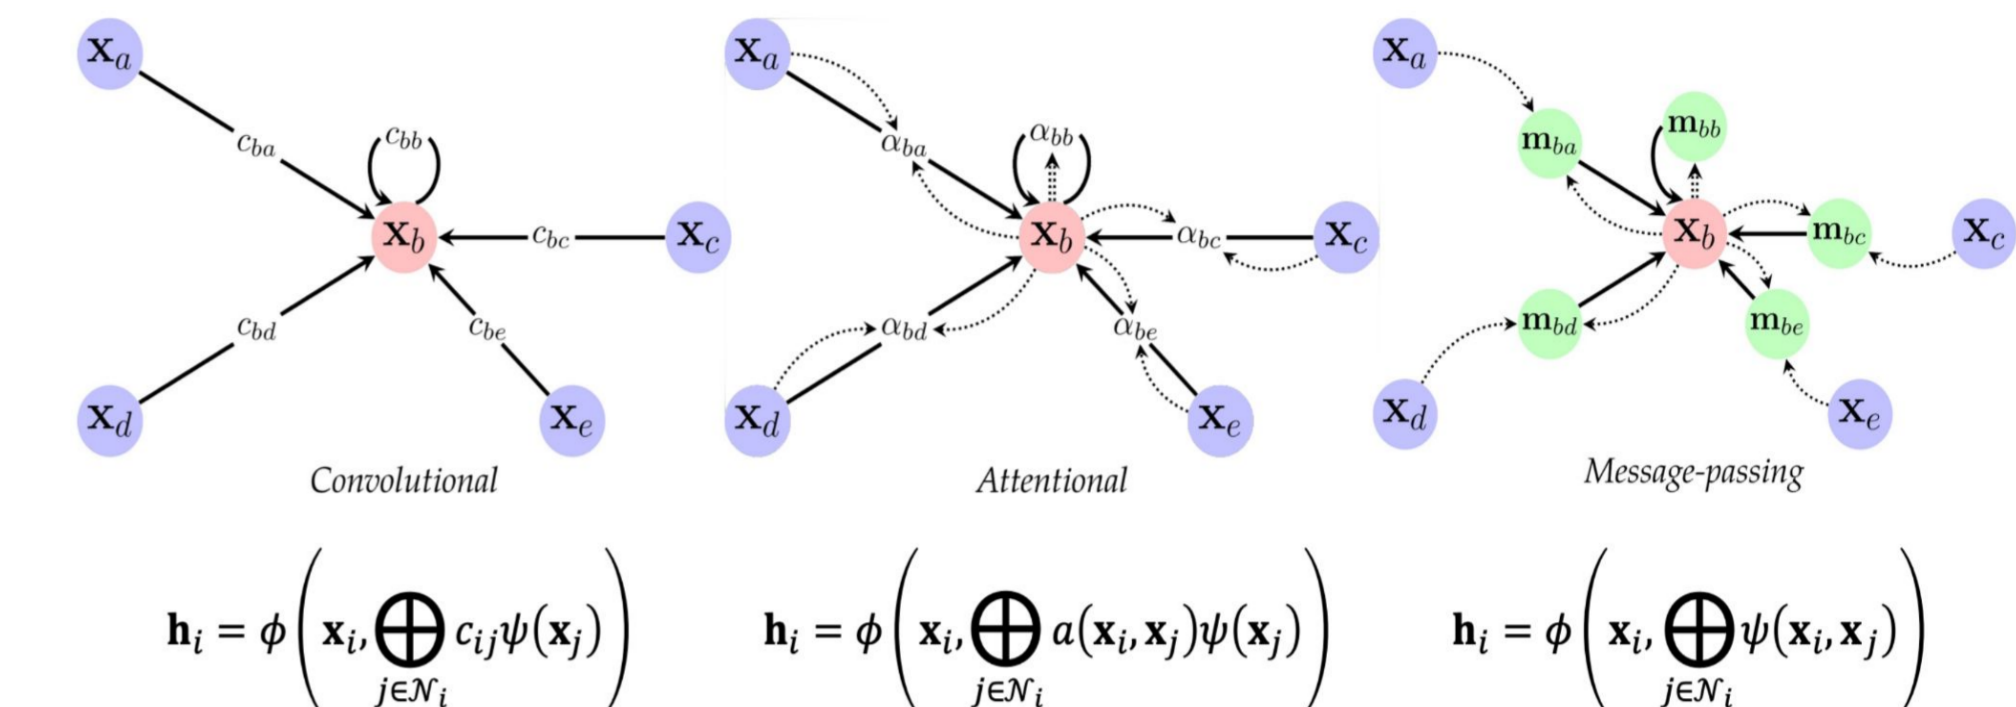 x_a
c_ba
c_bb
x_b
c_bc
x_c
c_bd
c_be
x_d
x_e
Convolutional
h_i = ϕ(x_i, ⨁_{j∈𝒩_i} c_ij ψ(x_j))
x_a
α_ba
α_bb
x_b
α_bc
x_c
α_bd
α_be
x_d
x_e
Attentional
h_i = ϕ(x_i, ⨁_{j∈𝒩_i} a(x_i, x_j)ψ(x_j))
x_a
m_ba
m_bb
x_b
m_bc
x_c
m_bd
m_be
x_d
x_e
Message-passing
h_i = ϕ(x_i, ⨁_{j∈𝒩_i} ψ(x_i, x_j))